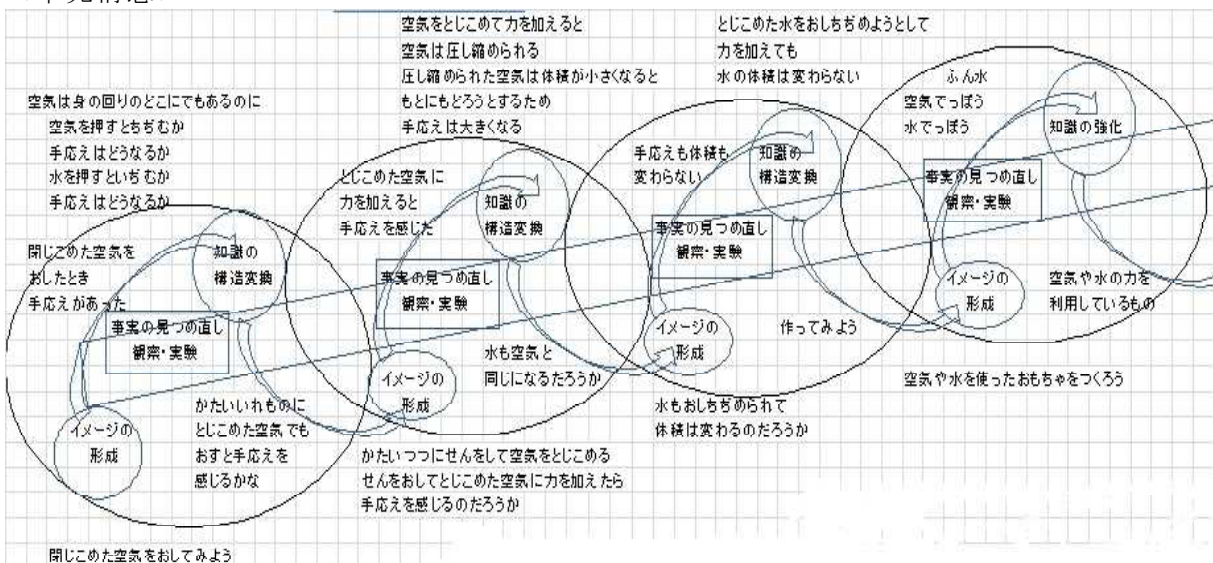 空気をとじこめて力を加えると
空気は圧し縮められる
圧し縮められた空気は体積が小さくなると
もとにもどろうとするため
手応えは大きくなる
とじこめた水をおしちぢめようとして
力を加えても
水の体積は変わらない
空気は身の回りのどこにでもあるのに
空気を押すとちぢむか
手応えはどうなるか
水を押すといぢむか
手応えはどうなるか
閉じこめた空気を
おしたとき
手応えがあった
知識の
構造変換
事実の見つめ直し
観察・実験
イメージの
形成
かたいいれものに
とじこめた空気でも
おすと手応えを
感じるかな
閉じこめた空気をおしてみよう
とじこめた空気に
力を加えると
手応えを感じた
知識の
構造変換
事実の見つめ直し
観察・実験
イメージの
形成
水も空気と
同じになるだろうか
かたいつつにせんをして空気をとじこめる
せんをおしてとじこめた空気に力を加えたら
手応えを感じるのだろうか
手応えも体積も
変わらない
知識の
構造変換
事実の見つめ直し
観察・実験
イメージの
形成
作ってみよう
水もおしちぢめられて
体積は変わるのだろうか
ふん水
空気でっぽう
水でっぽう
知識の強化
事実の見つめ直し
観察・実験
イメージの
形成
空気や水の力を
利用しているもの
空気や水を使ったおもちゃをつくろう